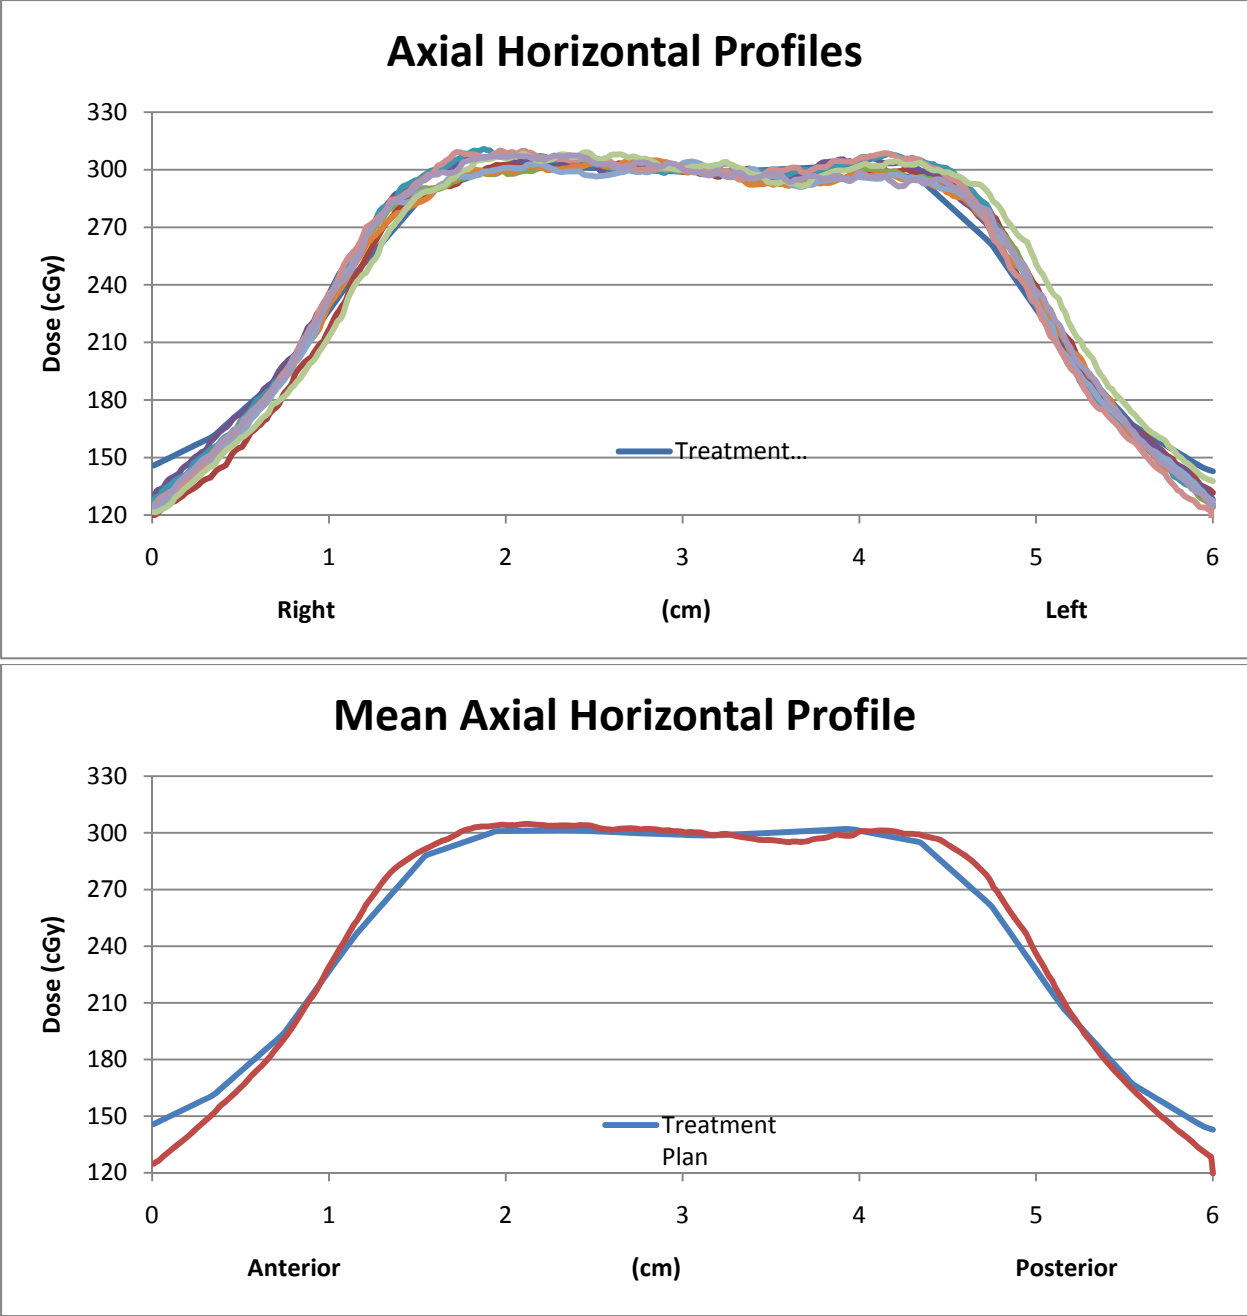 Axial Horizontal Profiles
330
300
270
240
210
180
150
120
Dose (cGy)
Treatment...
0 1 2 3 4 5 6
Right (cm) Left
Mean Axial Horizontal Profile
330
300
270
240
210
180
150
120
Dose (cGy)
Treatment
Plan
0 1 2 3 4 5 6
Anterior (cm) Posterior